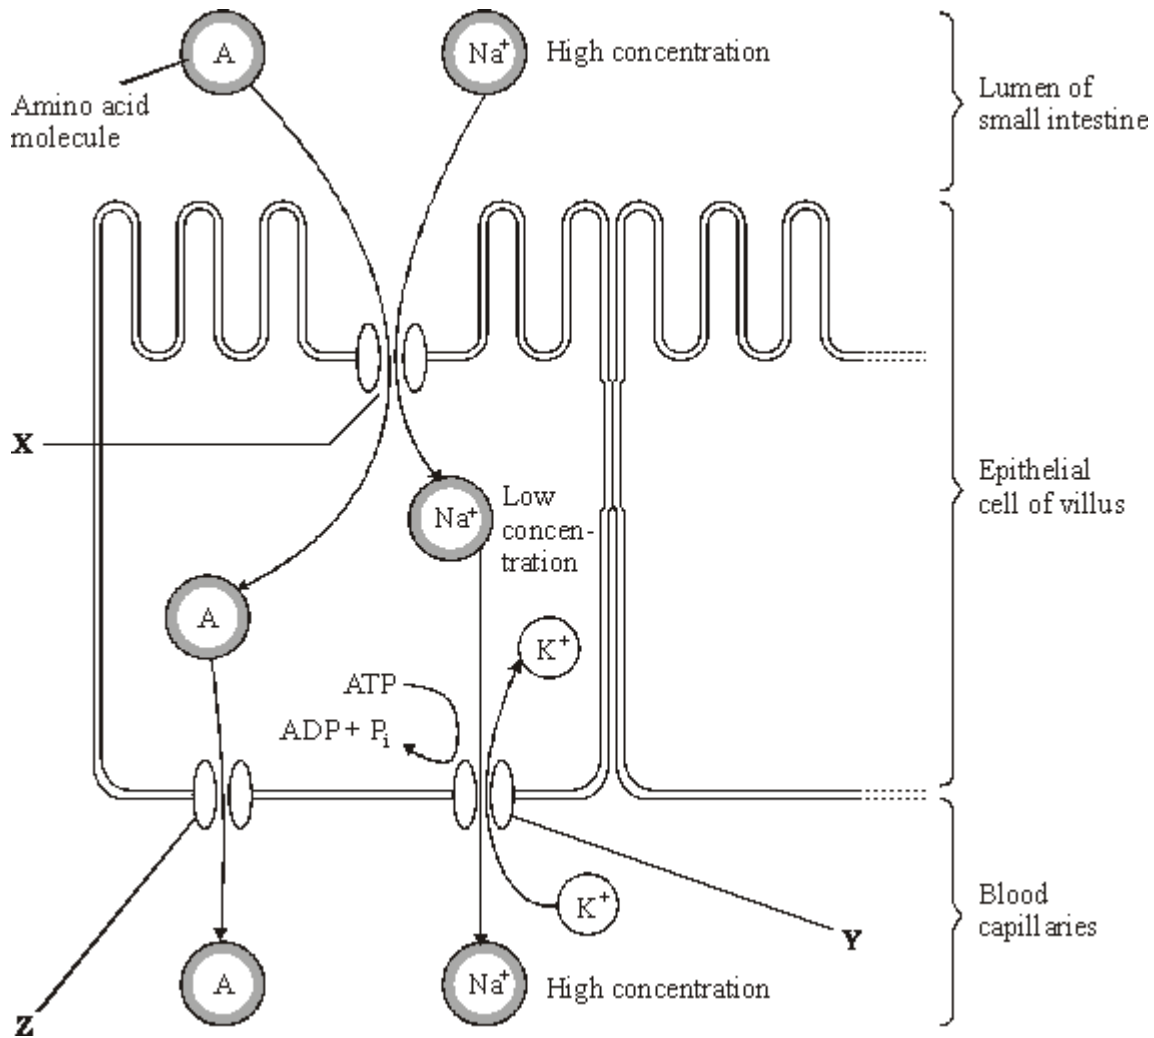 A
Na+
High concentration
Amino acid
molecule
Lumen of
small intestine
X
Na+
Low
concen-
tration
Epithelial
cell of villus
A
K+
ATP
ADP + Pi
K+
Blood
capillaries
Y
A
Na+
High concentration
Z